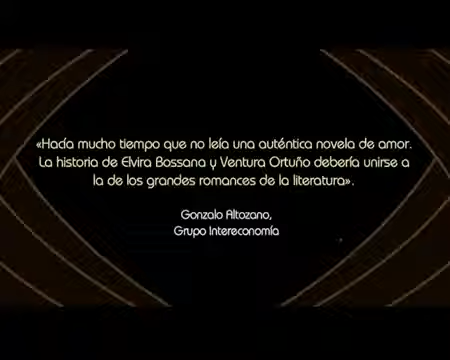 «Hacía mucho tiempo que no leía una auténtica novela de amor.
La historia de Elvira Bossana y Ventura Ortuño debería unirse a
la de los grandes romances de la literatura».
Gonzalo Altozano,
Grupo Intereconomía